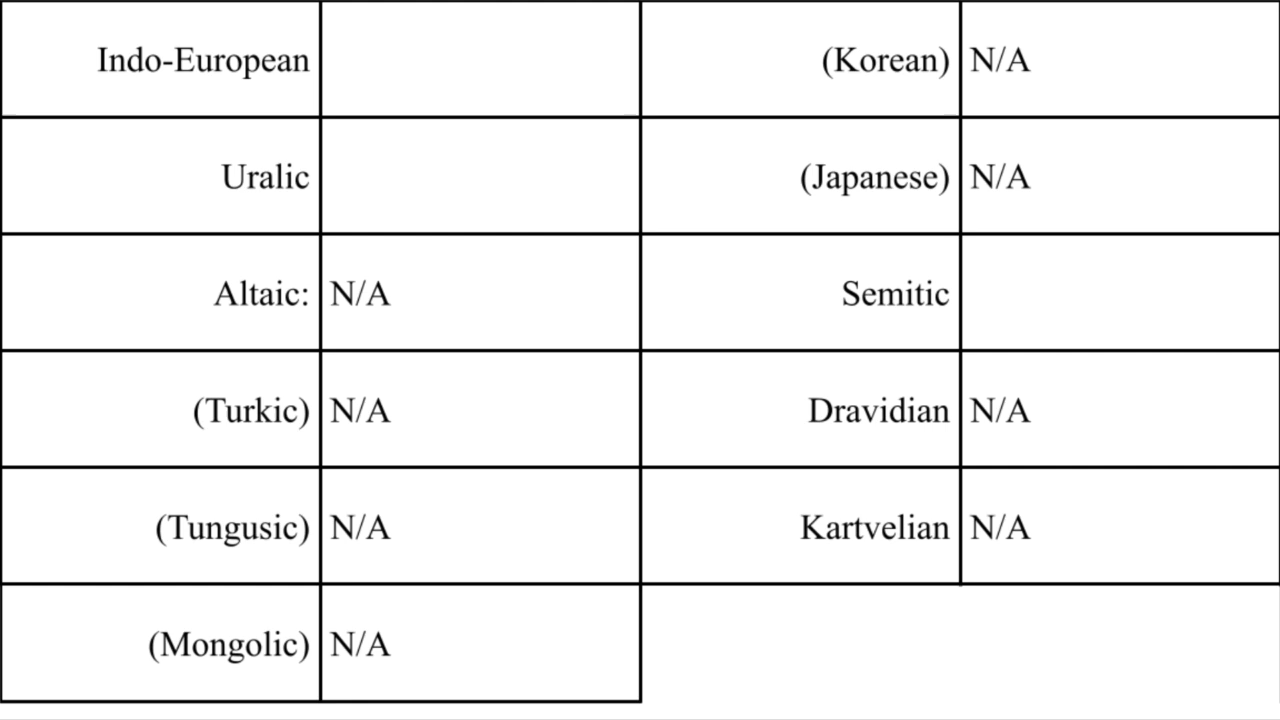 Indo-European (Korean) N/A
Uralic (Japanese) N/A
Altaic: N/A Semitic
(Turkic) N/A Dravidian N/A
(Tungusic) N/A Kartvelian N/A
(Mongolic) N/A